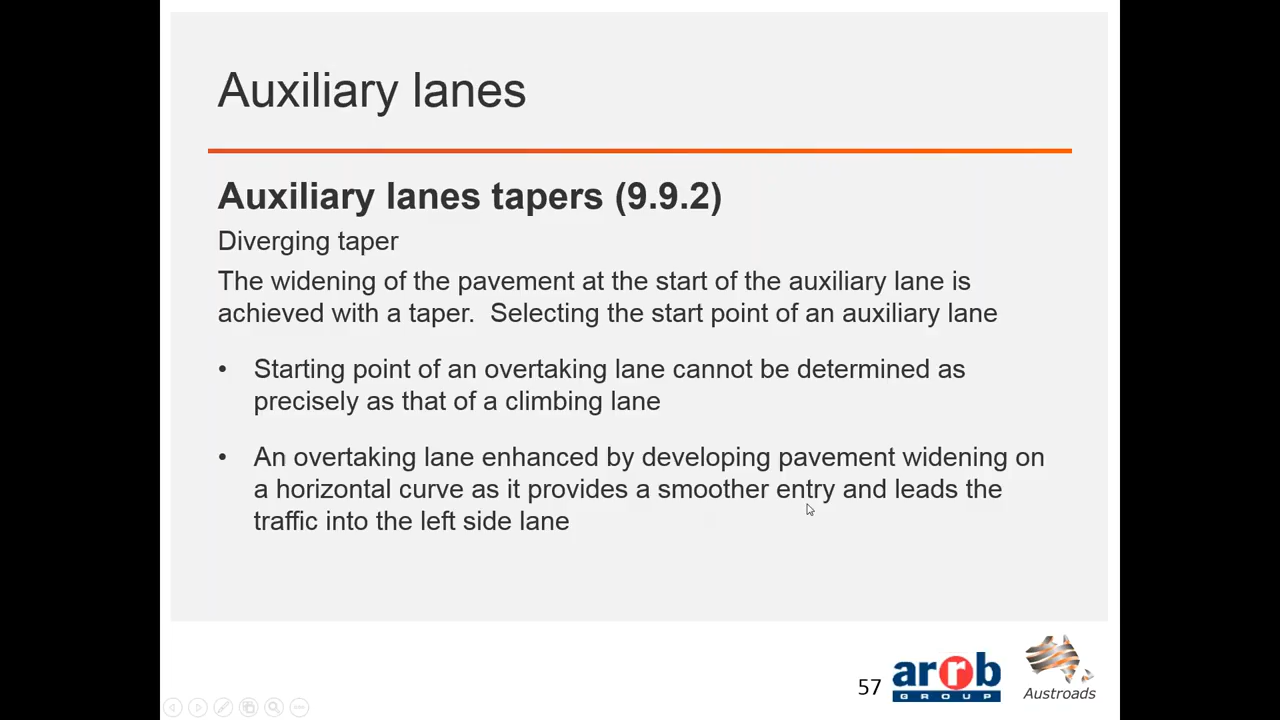 Auxiliary lanes
Auxiliary lanes tapers (9.9.2)
Diverging taper
The widening of the pavement at the start of the auxiliary lane is
achieved with a taper.  Selecting the start point of an auxiliary lane
• Starting point of an overtaking lane cannot be determined as
precisely as that of a climbing lane
• An overtaking lane enhanced by developing pavement widening on
a horizontal curve as it provides a smoother entry and leads the
traffic into the left side lane
57
arrb
GROUP
Austroads